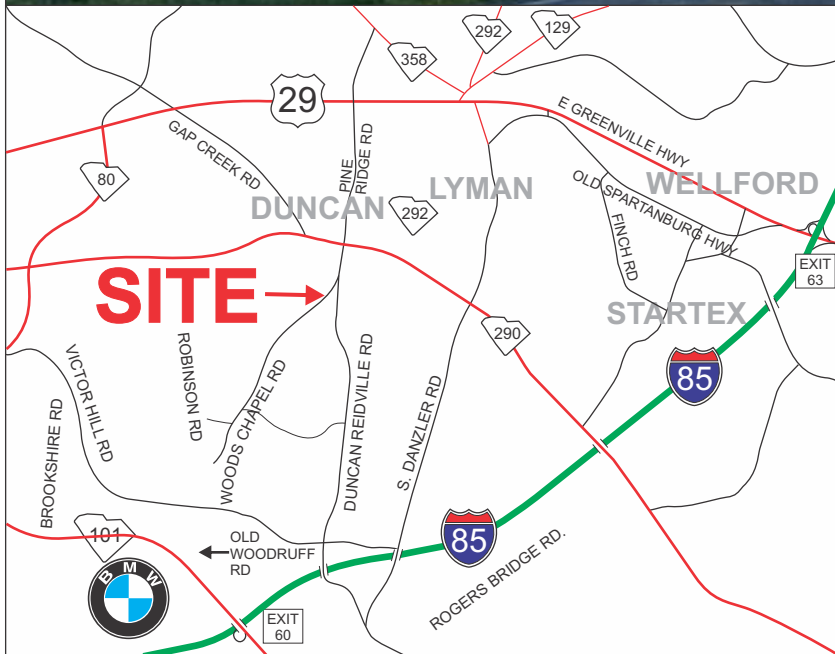 292
129
358
29
E GREENVILLE HWY
GAP CREEK RD
PINE
RIDGE RD
80
LYMAN
WELLFORD
DUNCAN
292
OLD SPARTANBURG HWY
FINCH RD
EXIT
63
SITE
STARTEX
290
85
VICTOR HILL RD
ROBINSON RD
WOODS CHAPEL RD
DUNCAN REIDVILLE RD
S. DANZLER RD
BROOKSHIRE RD
101
OLD
WOODRUFF
RD
85
ROGERS BRIDGE RD.
BMW
EXIT
60